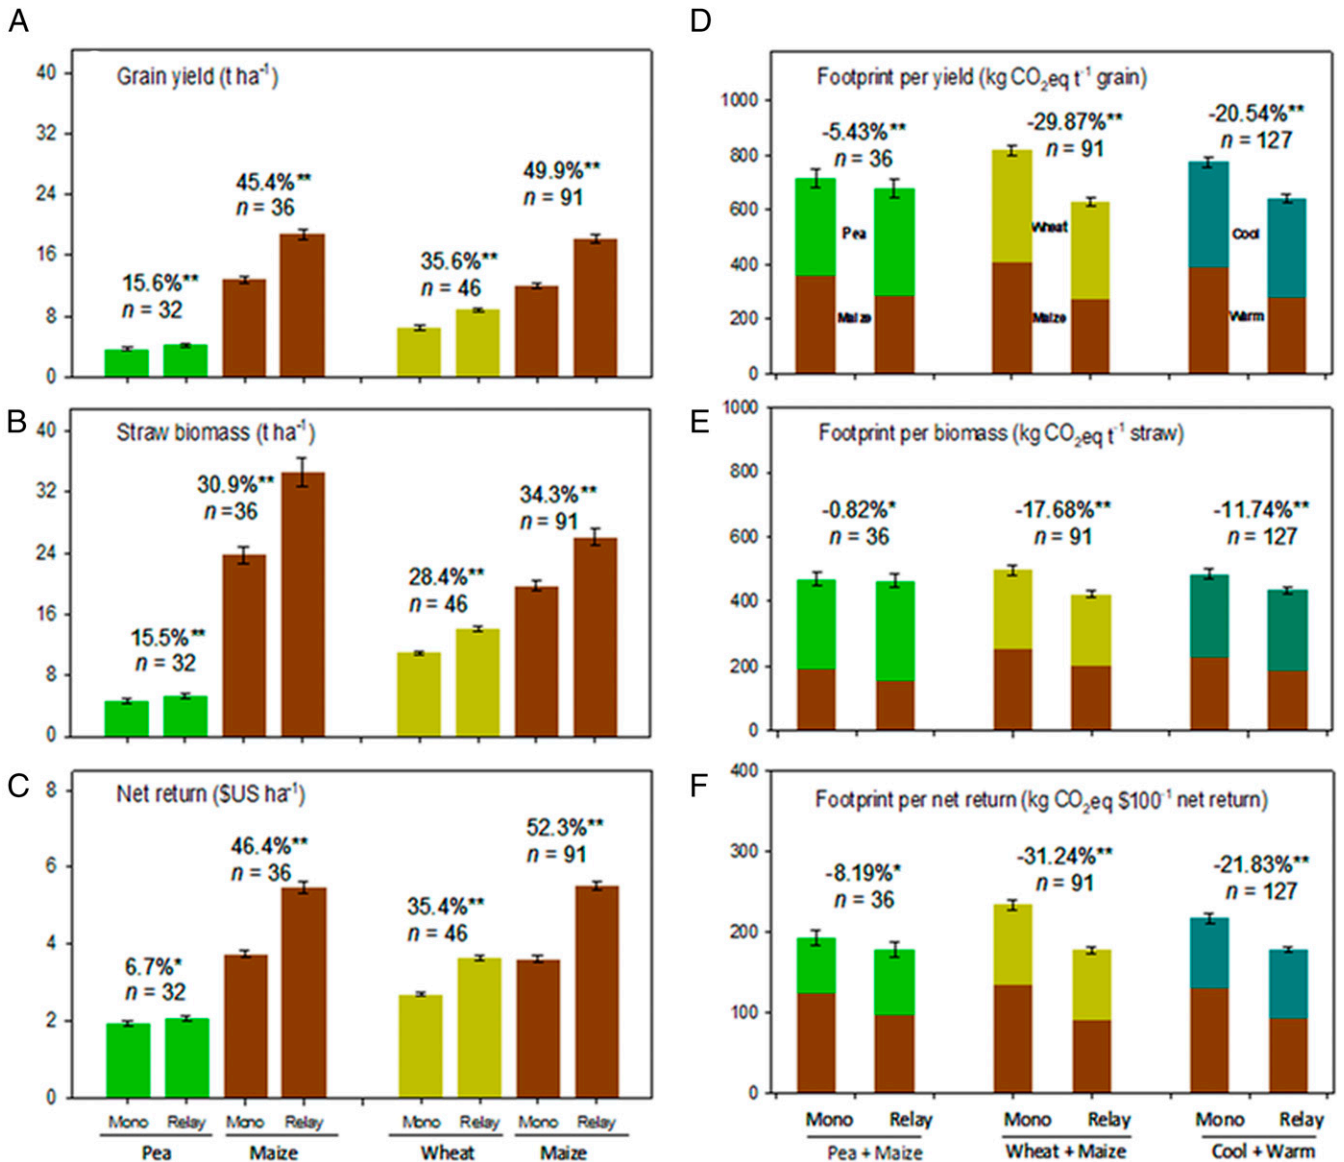 A
Grain yield (t ha⁻¹)
40
32
24
16
8
0
15.6%**
n = 32
45.4%**
n = 36
35.6%**
n = 46
49.9%**
n = 91
B
Straw biomass (t ha⁻¹)
40
32
24
16
8
0
15.5%**
n = 32
30.9%**
n =36
28.4%**
n = 46
34.3%**
n = 91
C
Net return ($US ha⁻¹)
8
6
4
2
0
6.7%*
n = 32
46.4%**
n = 36
35.4%**
n = 46
52.3%**
n = 91
Mono Relay Mono Relay Mono Relay Mono Relay
Pea Maize Wheat Maize
D
Footprint per yield (kg CO₂eq t⁻¹ grain)
1000
800
600
400
200
0
-5.43%**
n = 36
-29.87%**
n = 91
-20.54%**
n = 127
Pea Wheat Cool
Maize Maize Warm
E
Footprint per biomass (kg CO₂eq t⁻¹ straw)
1000
800
600
400
200
0
-0.82%*
n = 36
-17.68%**
n = 91
-11.74%**
n = 127
F
Footprint per net return (kg CO₂eq $100⁻¹ net return)
400
300
200
100
0
-8.19%*
n = 36
-31.24%**
n = 91
-21.83%**
n = 127
Mono Relay Mono Relay Mono Relay
Pea + Maize Wheat + Maize Cool + Warm